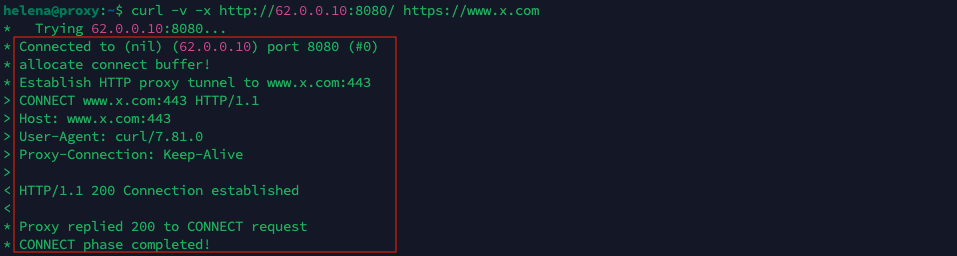 helena@proxy:~$ curl -v -x http://62.0.0.10:8080/ https://www.x.com
*   Trying 62.0.0.10:8080...
* Connected to (nil) (62.0.0.10) port 8080 (#0)
* allocate connect buffer!
* Establish HTTP proxy tunnel to www.x.com:443
> CONNECT www.x.com:443 HTTP/1.1
> Host: www.x.com:443
> User-Agent: curl/7.81.0
> Proxy-Connection: Keep-Alive
>
< HTTP/1.1 200 Connection established
<
* Proxy replied 200 to CONNECT request
* CONNECT phase completed!